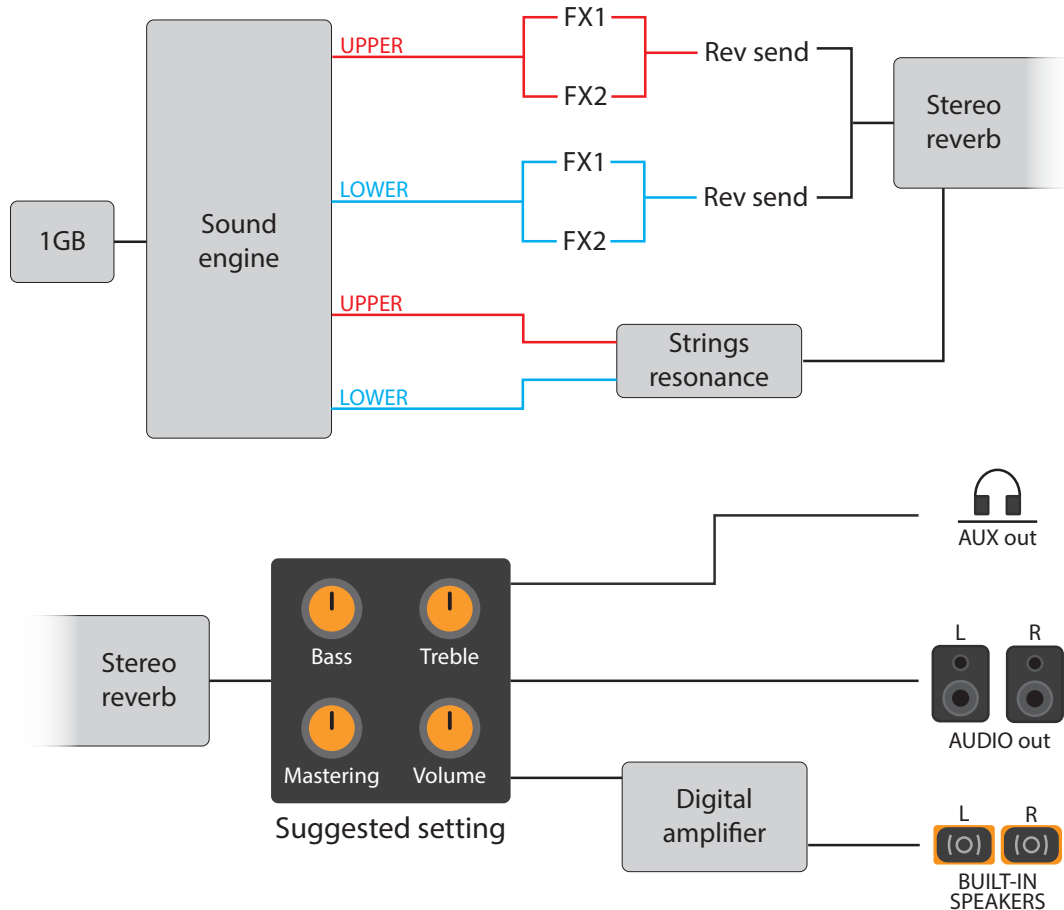 FX1
UPPER
Rev send
FX2
Stereo
reverb
FX1
LOWER
Rev send
FX2
1GB
Sound
engine
UPPER
Strings
resonance
LOWER
AUX out
Stereo
reverb
Bass
Treble
Mastering
Volume
Suggested setting
L
R
AUDIO out
Digital
amplifier
L
R
BUILT-IN
SPEAKERS